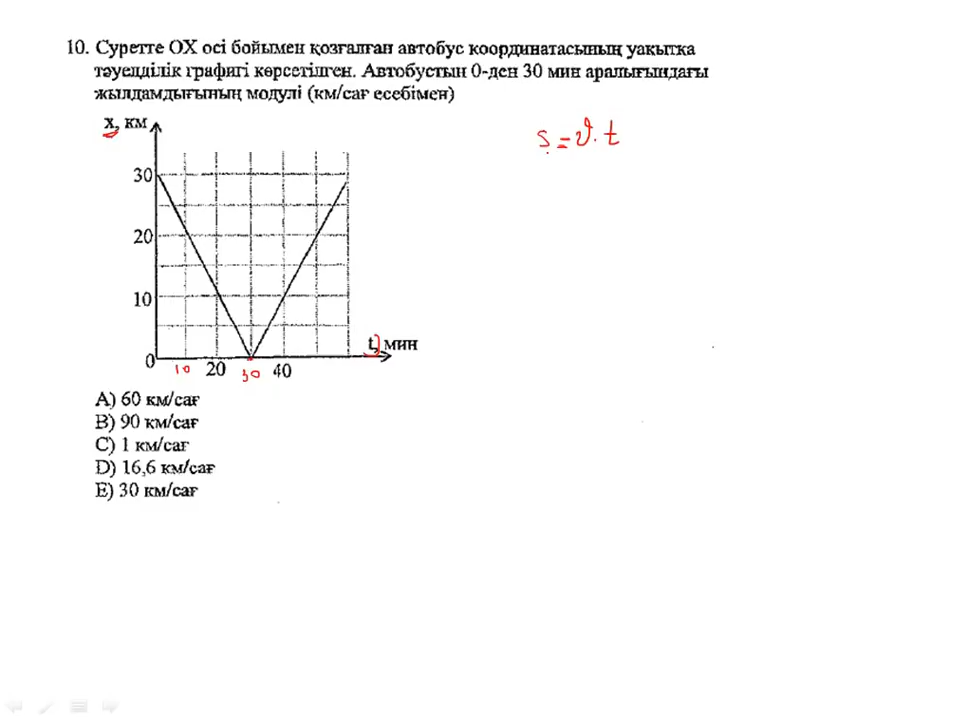 10. Суретте OX осі бойымен қозғалған автобус координатасының уақытқа
тәуелділік графигі көрсетілген. Автобустың 0-ден 30 мин аралығындағы
жылдамдығының модулі (км/сағ есебімен)
x, км
s = υ · t
30
20
10
0
10 20 30 40
t, мин
A) 60 км/сағ
B) 90 км/сағ
C) 1 км/сағ
D) 16,6 км/сағ
E) 30 км/сағ